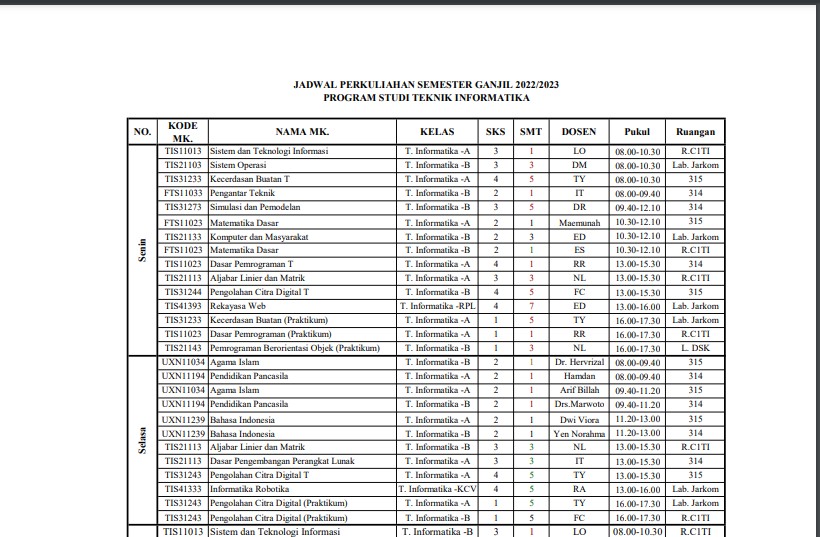 JADWAL PERKULIAHAN SEMESTER GANJIL 2022/2023
PROGRAM STUDI TEKNIK INFORMATIKA
NO. KODE MK. NAMA MK. KELAS SKS SMT DOSEN Pukul Ruangan
Senin
TIS11013 Sistem dan Teknologi Informasi T. Informatika -A 3 1 LO 08.00-10.30 R.C1TI
TIS21103 Sistem Operasi T. Informatika -B 3 3 DM 08.00-10.30 Lab. Jarkom
TIS31233 Kecerdasan Buatan T T. Informatika -A 4 5 TY 08.00-10.30 315
FTS11033 Pengantar Teknik T. Informatika -B 2 1 IT 08.00-09.40 314
TIS31273 Simulasi dan Pemodelan T. Informatika -B 3 5 DR 09.40-12.10 314
FTS11023 Matematika Dasar T. Informatika -A 2 1 Maemunah 10.30-12.10 315
TIS21133 Komputer dan Masyarakat T. Informatika -B 2 3 ED 10.30-12.10 Lab. Jarkom
FTS11023 Matematika Dasar T. Informatika -B 2 1 ES 10.30-12.10 R.C1TI
TIS11023 Dasar Pemrograman T T. Informatika -A 4 1 RR 13.00-15.30 314
TIS21113 Aljabar Linier dan Matrik T. Informatika -A 3 3 NL 13.00-15.30 R.C1TI
TIS31244 Pengolahan Citra Digital T T. Informatika -B 4 5 FC 13.00-15.30 315
TIS41393 Rekayasa Web T. Informatika -RPL 4 7 ED 13.00-16.00 Lab. Jarkom
TIS31233 Kecerdasan Buatan (Praktikum) T. Informatika -A 1 5 TY 16.00-17.30 Lab. Jarkom
TIS11023 Dasar Pemrograman (Praktikum) T. Informatika -A 1 1 RR 16.00-17.30 R.C1TI
TIS21143 Pemrograman Berorientasi Objek (Praktikum) T. Informatika -B 1 3 NL 16.00-17.30 L. DSK
Selasa
UXN11034 Agama Islam T. Informatika -B 2 1 Dr. Hervrizal 08.00-09.40 315
UXN11194 Pendidikan Pancasila T. Informatika -A 2 1 Hamdan 08.00-09.40 314
UXN11034 Agama Islam T. Informatika -A 2 1 Arif Billah 09.40-11.20 315
UXN11194 Pendidikan Pancasila T. Informatika -B 2 1 Drs.Marwoto 09.40-11.20 314
UXN11239 Bahasa Indonesia T. Informatika -A 2 1 Dwi Viora 11.20-13.00 315
UXN11239 Bahasa Indonesia T. Informatika -B 2 1 Yen Norahma 11.20-13.00 314
TIS21113 Aljabar Linier dan Matrik T. Informatika -B 3 3 NL 13.00-15.30 R.C1TI
TIS21113 Dasar Pengembangan Perangkat Lunak T. Informatika -A 3 3 IT 13.00-15.30 314
TIS31243 Pengolahan Citra Digital T T. Informatika -A 4 5 TY 13.00-15.30 315
TIS41333 Informatika Robotika T. Informatika -KCV 4 5 RA 13.00-16.00 Lab. Jarkom
TIS31243 Pengolahan Citra Digital (Praktikum) T. Informatika -A 1 5 TY 16.00-17.30 Lab. Jarkom
TIS31243 Pengolahan Citra Digital (Praktikum) T. Informatika -B 1 5 FC 16.00-17.30 R.C1TI
TIS11013 Sistem dan Teknologi Informasi T. Informatika -B 3 1 LO 08.00-10.30 R.C1TI